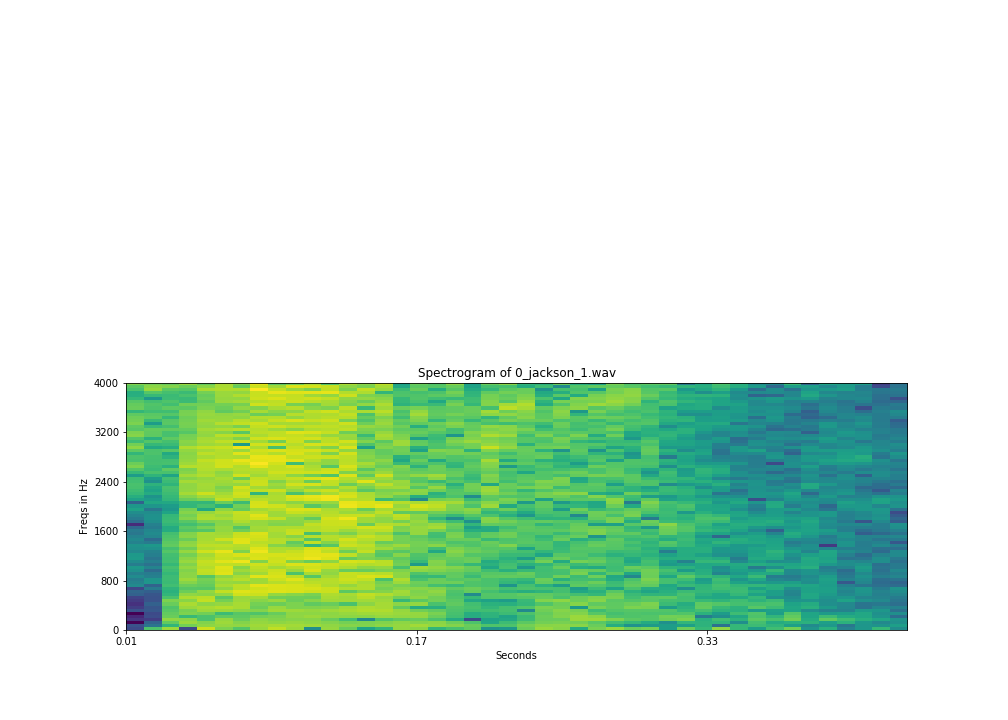 Spectrogram of 0_jackson_1.wav
4000
3200
2400
1600
800
0
Freqs in Hz
0.01 0.17 0.33
Seconds